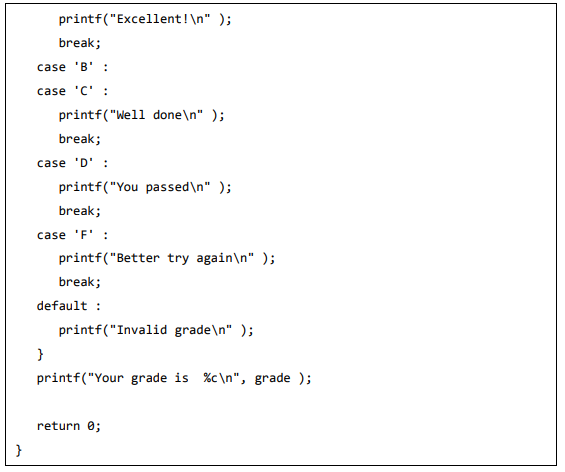 printf("Excellent!\n" );
break;
case 'B' :
case 'C' :
printf("Well done\n" );
break;
case 'D' :
printf("You passed\n" );
break;
case 'F' :
printf("Better try again\n" );
break;
default :
printf("Invalid grade\n" );
}
printf("Your grade is  %c\n", grade );
return 0;
}